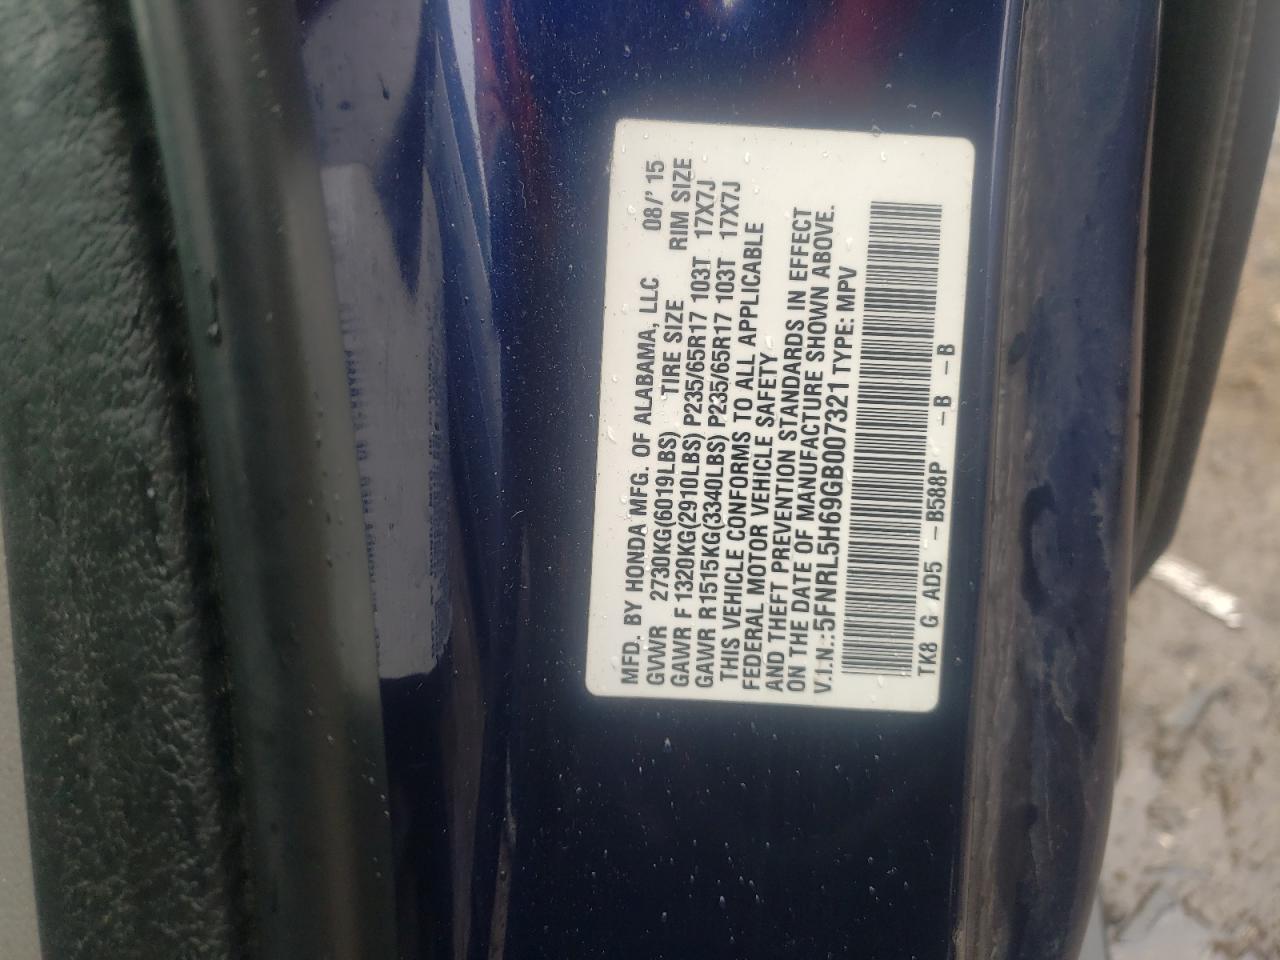 MFD. BY HONDA MFG. OF ALABAMA, LLC 08/' 15
GVWR 2730KG(6019LBS) TIRE SIZE RIM SIZE
GAWR F 1320KG(2910LBS) P235/65R17 103T 17X7J
GAWR R 1515KG(3340LBS) P235/65R17 103T 17X7J
THIS VEHICLE CONFORMS TO ALL APPLICABLE
FEDERAL MOTOR VEHICLE SAFETY
AND THEFT PREVENTION STANDARDS IN EFFECT
ON THE DATE OF MANUFACTURE SHOWN ABOVE.
V.I.N.:5FNRL5H69GB007321 TYPE: MPV
TK8 G AD5 –B588P –B –B